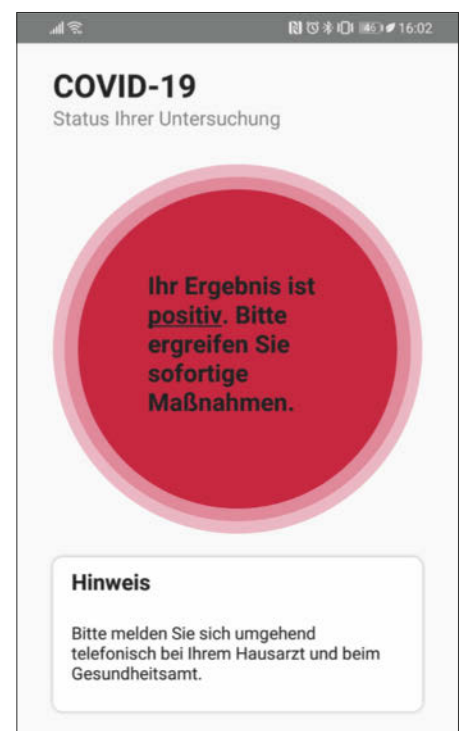 46 16:02
COVID-19
Status Ihrer Untersuchung
Ihr Ergebnis ist
positiv. Bitte
ergreifen Sie
sofortige
Maßnahmen.
Hinweis
Bitte melden Sie sich umgehend
telefonisch bei Ihrem Hausarzt und beim
Gesundheitsamt.